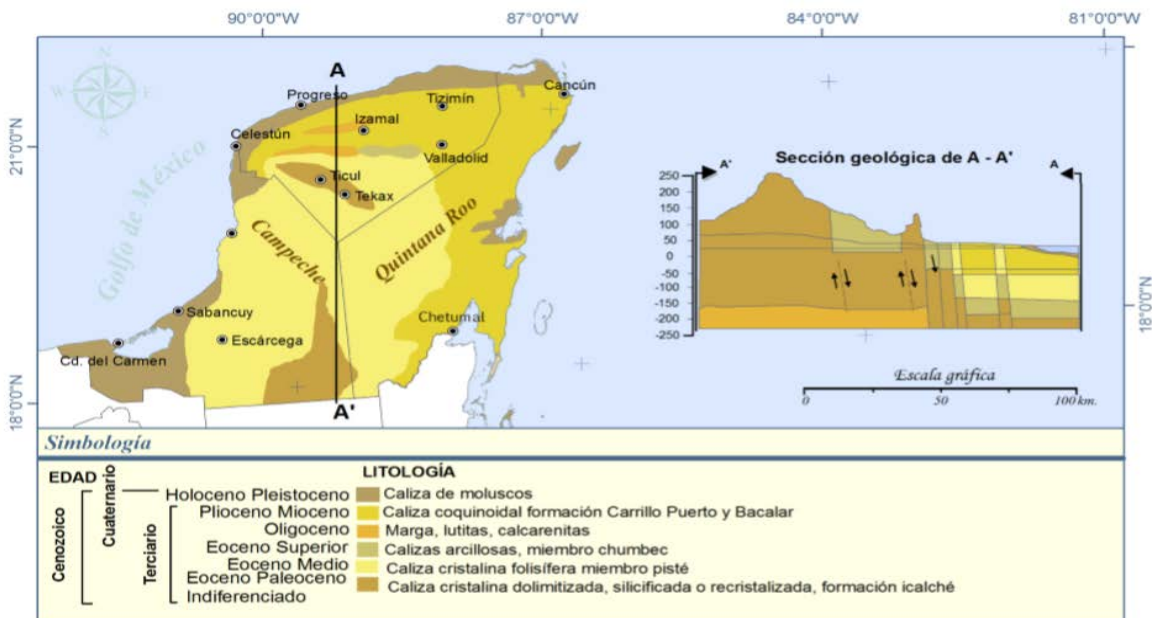 90°0'0"W 87°0'0"W 84°0'0"W 81°0'0"W
21°0'0"N
18°0'0"N
18°0'0"N
N
W E
S
Golfo de México
A
Progreso
Izamal
Tizimín
Cancún
Celestún
Valladolid
Ticul
Tekax
Campeche
Quintana Roo
Sabancuy
Escárcega
Chetumal
Cd. del Carmen
A'
Sección geológica de A - A'
A' A
250
200
150
100
50
0
-50
-100
-150
-200
-250
Escala gráfica
0 50 100 km.
Simbología
EDAD
LITOLOGÍA
Cenozoico
Cuaternario
Terciario
Holoceno Pleistoceno Caliza de moluscos
Plioceno Mioceno Caliza coquinoidal formación Carrillo Puerto y Bacalar
Oligoceno Marga, lutitas, calcarenitas
Eoceno Superior Calizas arcillosas, miembro chumbec
Eoceno Medio Caliza cristalina folisífera miembro pisté
Eoceno Paleoceno Caliza cristalina dolimitizada, silicificada o recristalizada, formación icalché
Indiferenciado